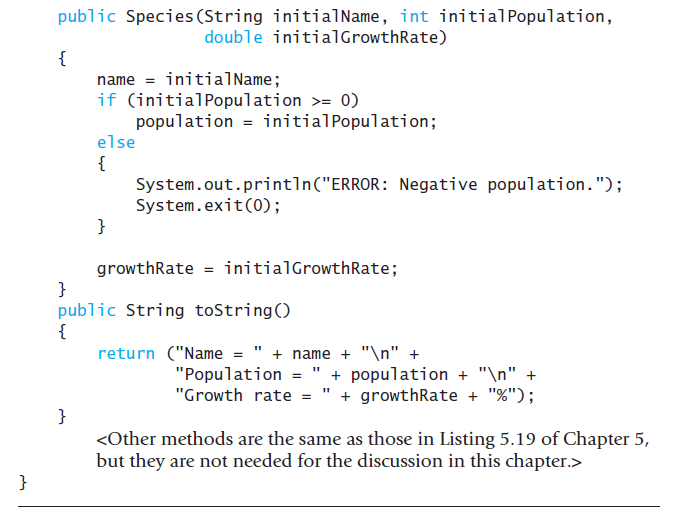 public Species(String initialName, int initialPopulation,
               double initialGrowthRate)
{
    name = initialName;
    if (initialPopulation >= 0)
        population = initialPopulation;
    else
    {
        System.out.println("ERROR: Negative population.");
        System.exit(0);
    }
    growthRate = initialGrowthRate;
}
public String toString()
{
    return ("Name = " + name + "\n" +
            "Population = " + population + "\n" +
            "Growth rate = " + growthRate + "%");
}
    <Other methods are the same as those in Listing 5.19 of Chapter 5,
    but they are not needed for the discussion in this chapter.>
}